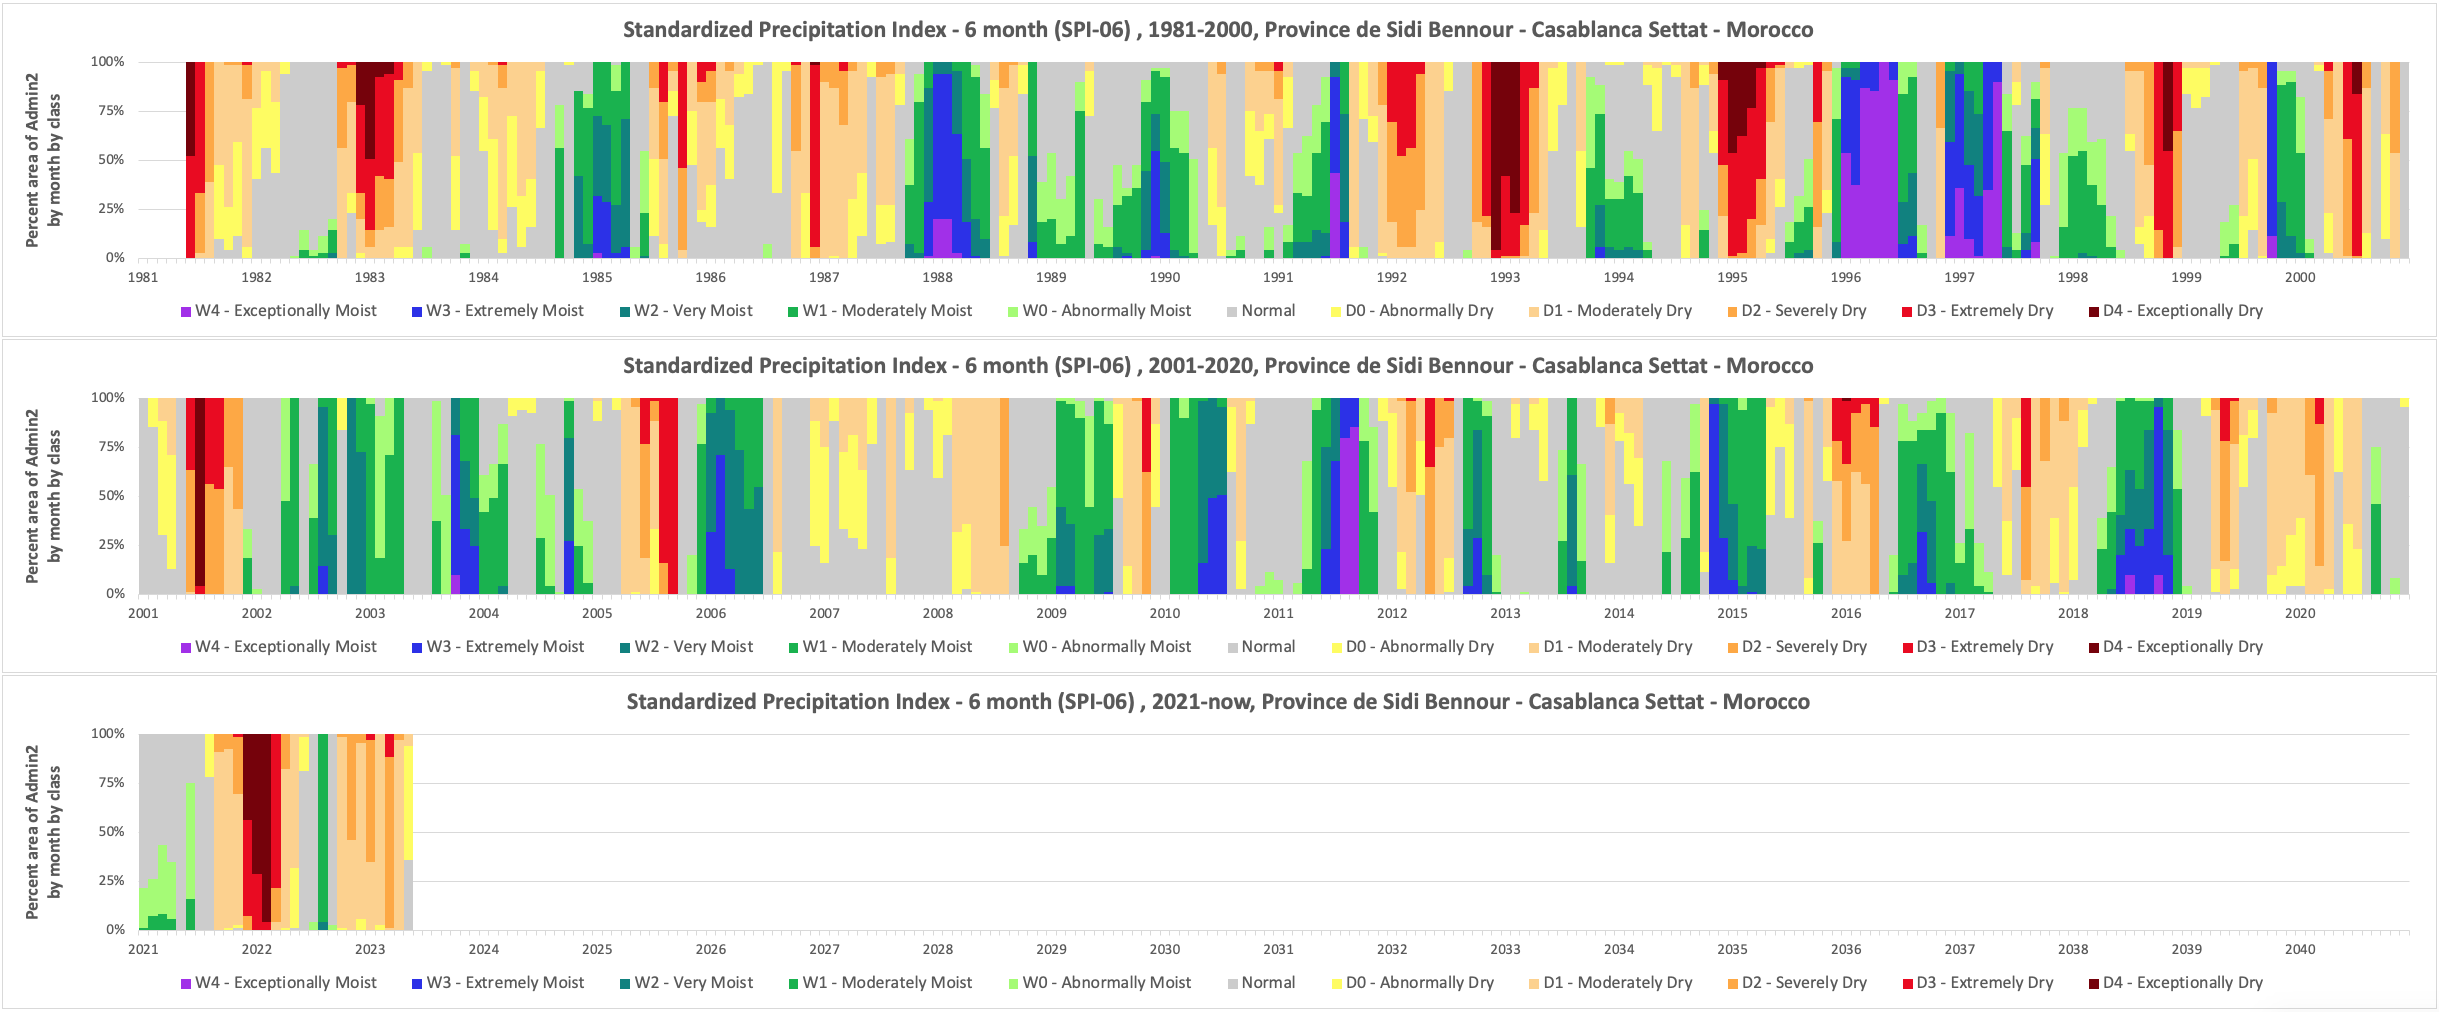 Standardized Precipitation Index - 6 month (SPI-06) , 1981-2000, Province de Sidi Bennour - Casablanca Settat - Morocco
Percent area of Admin2
by month by class
100%
75%
50%
25%
0%
1981 1982 1983 1984 1985 1986 1987 1988 1989 1990 1991 1992 1993 1994 1995 1996 1997 1998 1999 2000
W4 - Exceptionally Moist W3 - Extremely Moist W2 - Very Moist W1 - Moderately Moist W0 - Abnormally Moist Normal D0 - Abnormally Dry D1 - Moderately Dry D2 - Severely Dry D3 - Extremely Dry D4 - Exceptionally Dry
Standardized Precipitation Index - 6 month (SPI-06) , 2001-2020, Province de Sidi Bennour - Casablanca Settat - Morocco
Percent area of Admin2
by month by class
100%
75%
50%
25%
0%
2001 2002 2003 2004 2005 2006 2007 2008 2009 2010 2011 2012 2013 2014 2015 2016 2017 2018 2019 2020
W4 - Exceptionally Moist W3 - Extremely Moist W2 - Very Moist W1 - Moderately Moist W0 - Abnormally Moist Normal D0 - Abnormally Dry D1 - Moderately Dry D2 - Severely Dry D3 - Extremely Dry D4 - Exceptionally Dry
Standardized Precipitation Index - 6 month (SPI-06) , 2021-now, Province de Sidi Bennour - Casablanca Settat - Morocco
Percent area of Admin2
by month by class
100%
75%
50%
25%
0%
2021 2022 2023 2024 2025 2026 2027 2028 2029 2030 2031 2032 2033 2034 2035 2036 2037 2038 2039 2040
W4 - Exceptionally Moist W3 - Extremely Moist W2 - Very Moist W1 - Moderately Moist W0 - Abnormally Moist Normal D0 - Abnormally Dry D1 - Moderately Dry D2 - Severely Dry D3 - Extremely Dry D4 - Exceptionally Dry